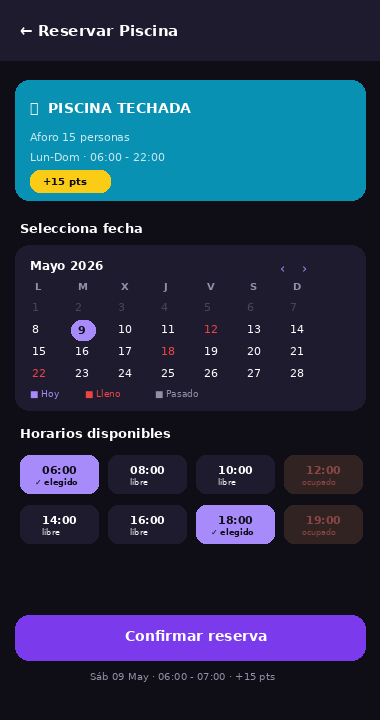 ← Reservar Piscina
PISCINA TECHADA
Aforo 15 personas
Lun-Dom · 06:00 - 22:00
+15 pts
Selecciona fecha
Mayo 2026 ‹ ›
L M X J V S D
1 2 3 4 5 6 7
8 9 10 11 12 13 14
15 16 17 18 19 20 21
22 23 24 25 26 27 28
■ Hoy ■ Lleno ■ Pasado
Horarios disponibles
06:00 08:00 10:00 12:00
✓ elegido libre libre ocupado
14:00 16:00 18:00 19:00
libre libre ✓ elegido ocupado
Confirmar reserva
Sáb 09 May · 06:00 - 07:00 · +15 pts